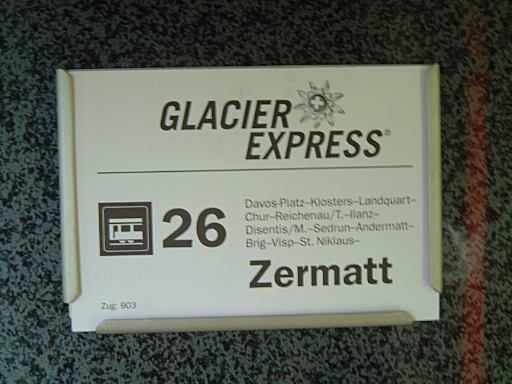 GLACIER
EXPRESS®
26
Davos-Platz–Klosters–Landquart–
Chur–Reichenau/T.–Ilanz–
Disentis/M.–Sedrun–Andermatt–
Brig–Visp–St. Niklaus–
Zermatt
Zug: 903